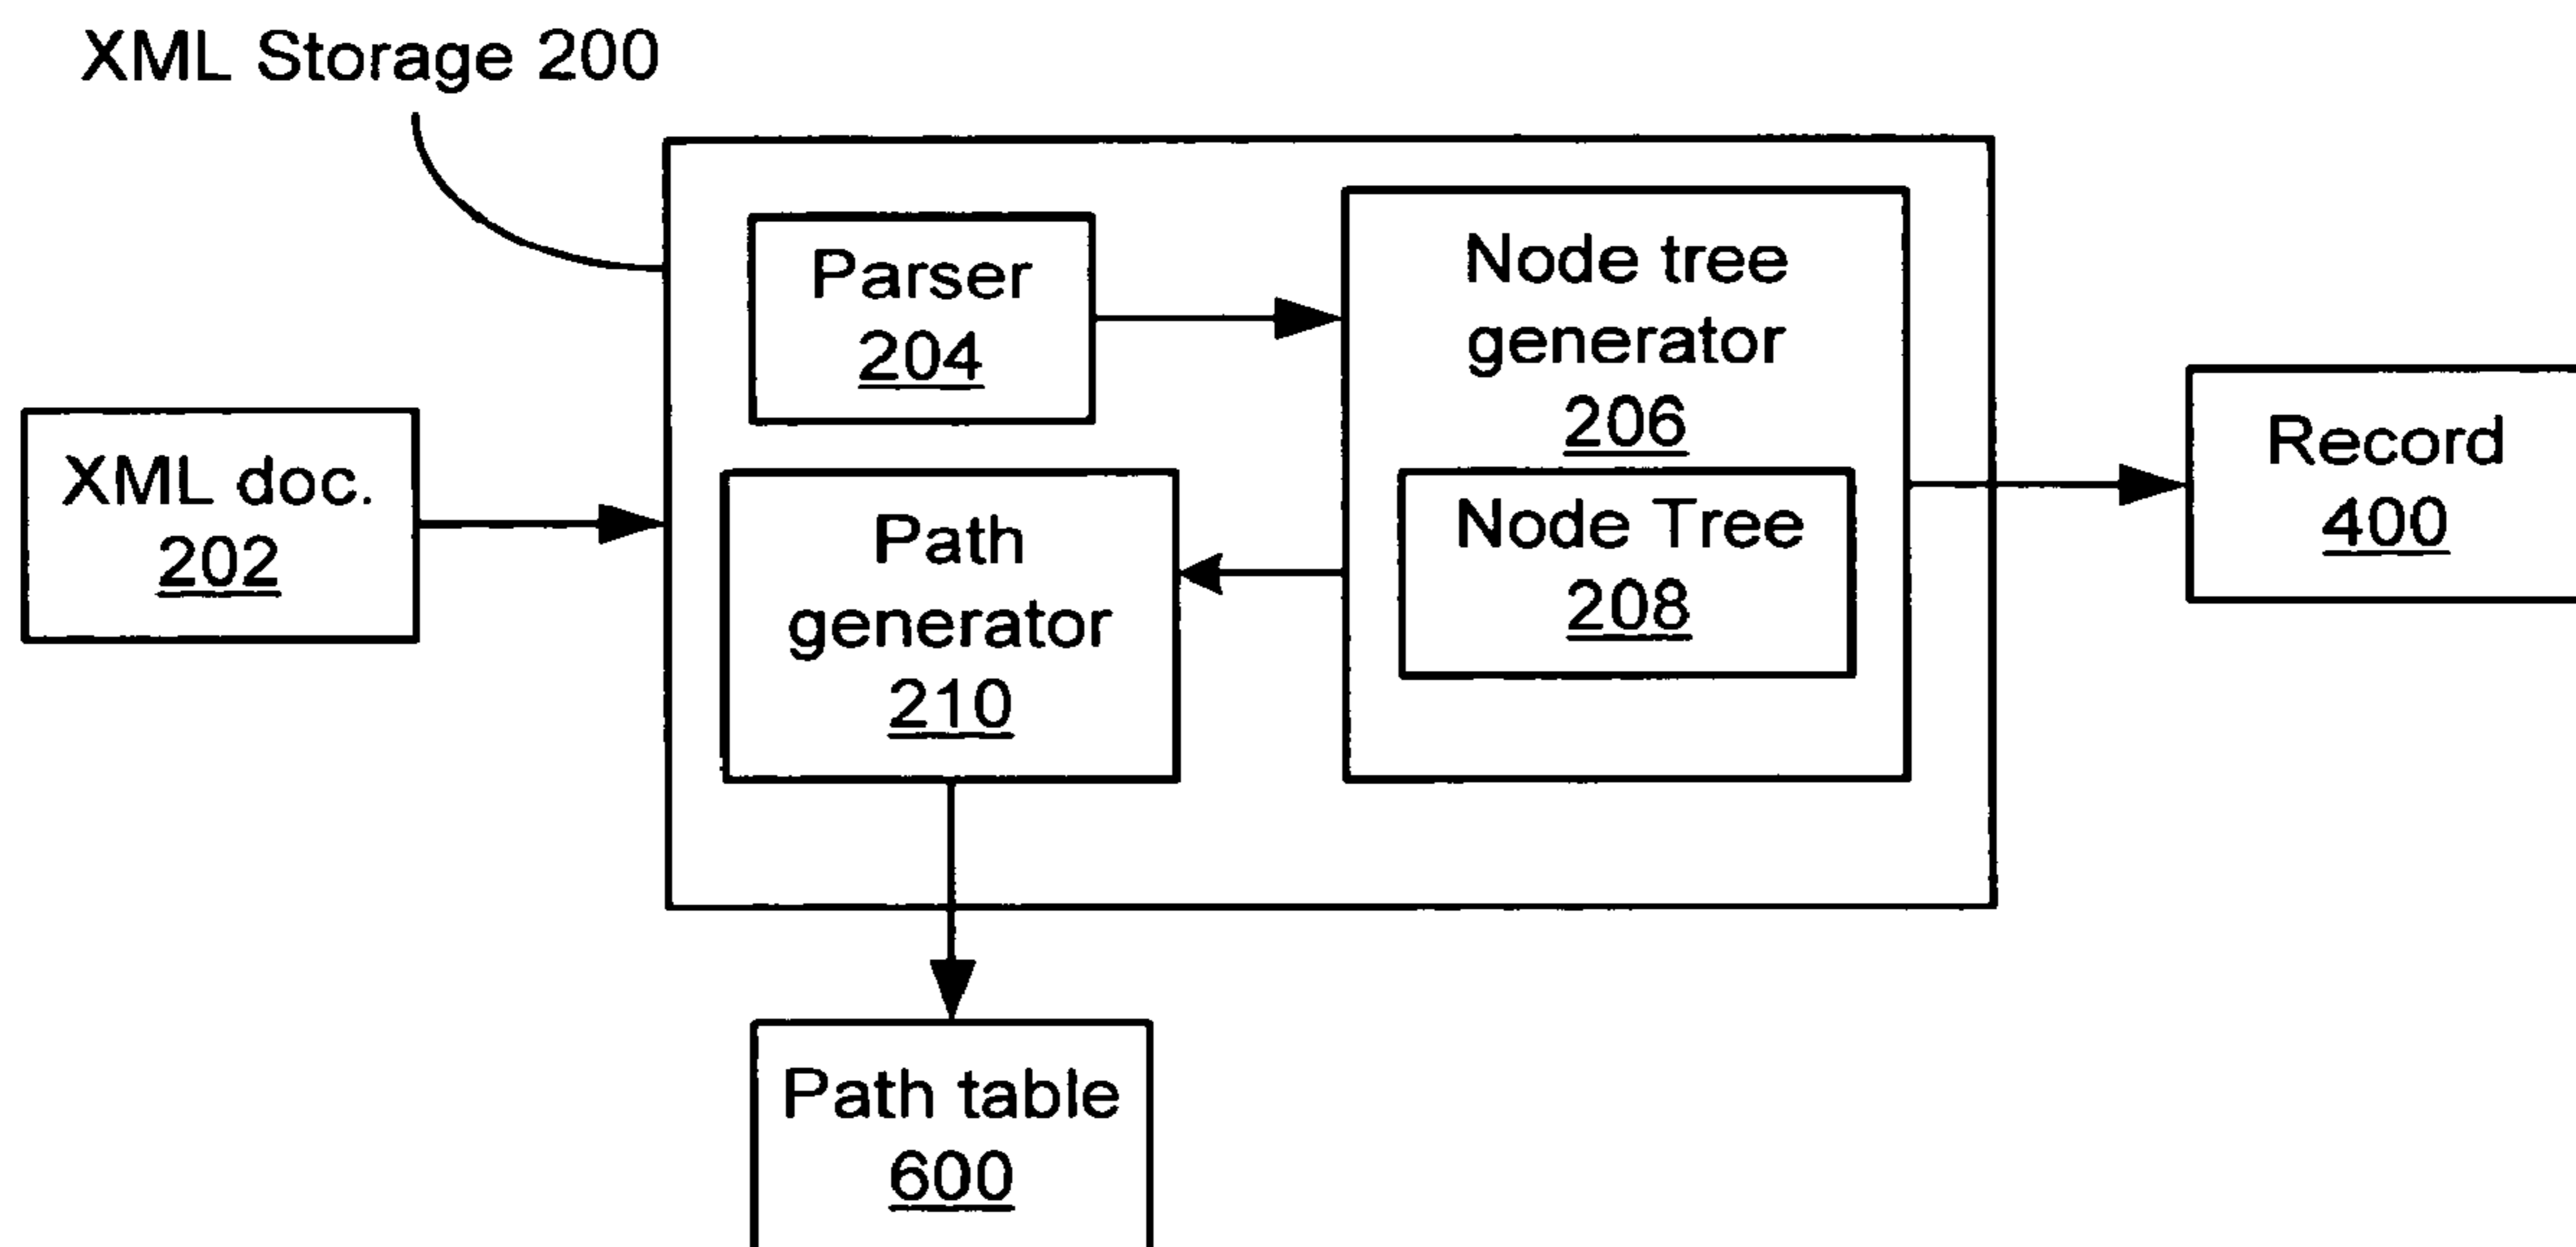 XML Storage 200
Parser
204
Node tree
generator
206
Node Tree
208
XML doc.
202
Path
generator
210
Record
400
Path table
600